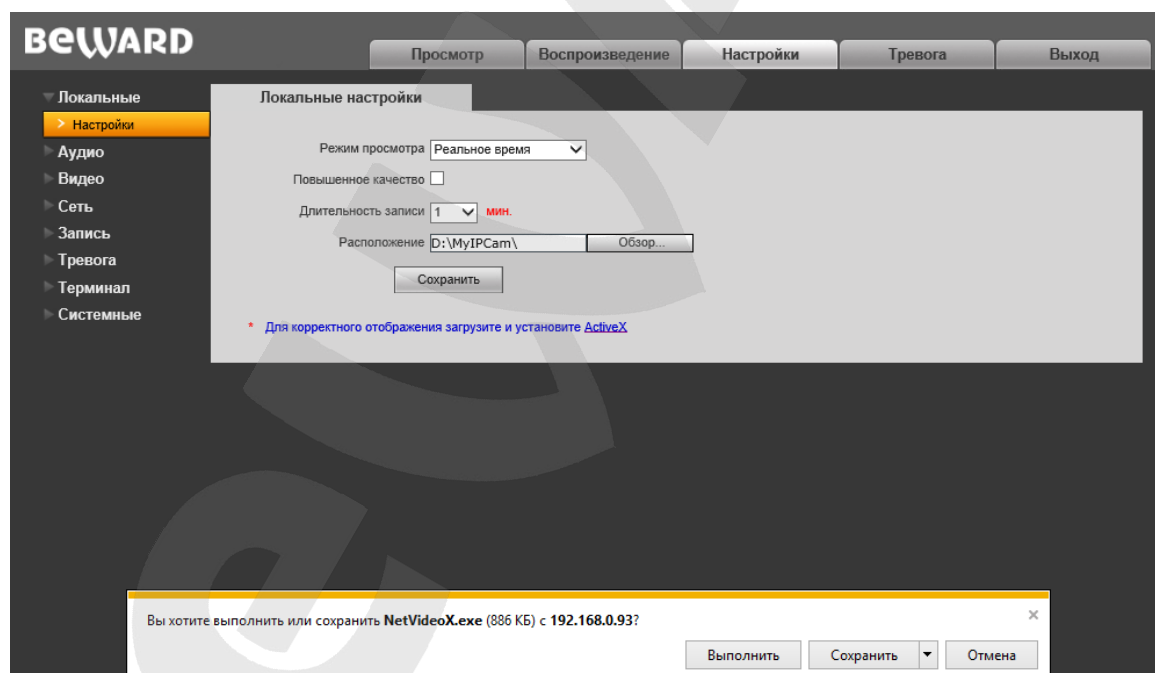 BEWARD
Просмотр Воспроизведение Настройки Тревога Выход
Локальные
> Настройки
Аудио
Видео
Сеть
Запись
Тревога
Терминал
Системные
Локальные настройки
Режим просмотра Реальное время
Повышенное качество
Длительность записи 1 мин.
Расположение D:\MyIPCam\ Обзор...
Сохранить
* Для корректного отображения загрузите и установите ActiveX
Вы хотите выполнить или сохранить NetVideoX.exe (886 КБ) с 192.168.0.93?
Выполнить Сохранить Отмена